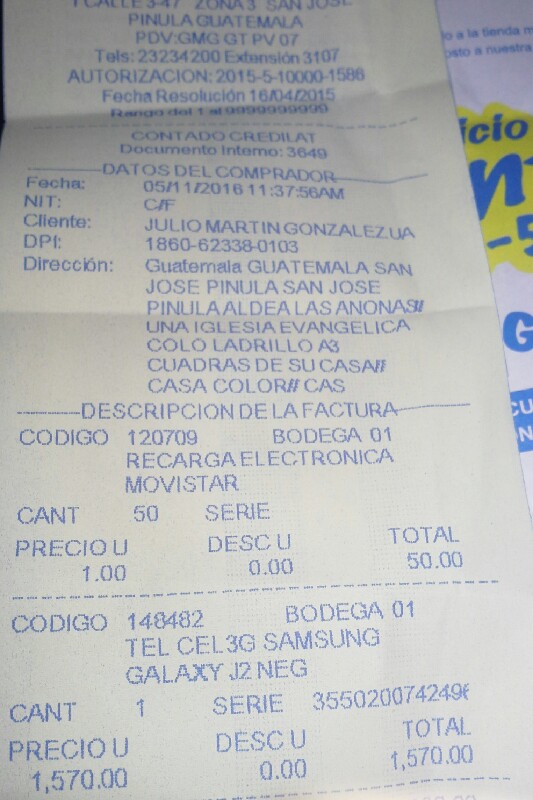 1 CALLE 3-47 ZONA 3 SAN JOSE
PINULA GUATEMALA
PDV:GMG GT PV 07
Tels: 23234200 Extensión 3107
AUTORIZACION: 2015-5-10000-1586
Fecha Resolución 16/04/2015
Rango del 1 al 9999999999
CONTADO CREDILAT
Documento Interno: 3649
DATOS DEL COMPRADOR
Fecha: 05/11/2016 11:37:56AM
NIT: C/F
Cliente: JULIO MARTIN GONZALEZ.UA
DPI: 1860-62338-0103
Dirección: Guatemala GUATEMALA SAN
JOSE PINULA SAN JOSE
PINULA ALDEA LAS ANONAS//
UNA IGLESIA EVANGELICA
COLO LADRILLO A3
CUADRAS DE SU CASA//
CASA COLOR// CAS
DESCRIPCION DE LA FACTURA
CODIGO 120709 BODEGA 01
RECARGA ELECTRONICA
MOVISTAR
CANT 50 SERIE
PRECIO U DESC U TOTAL
1.00 0.00 50.00
CODIGO 148482 BODEGA 01
TEL CEL3G SAMSUNG
GALAXY J2 NEG
CANT 1 SERIE 355020074249
PRECIO U DESC U TOTAL
1,570.00 0.00 1,570.00
o a la tienda m
osto a nuestra
icio
-5
G
CU